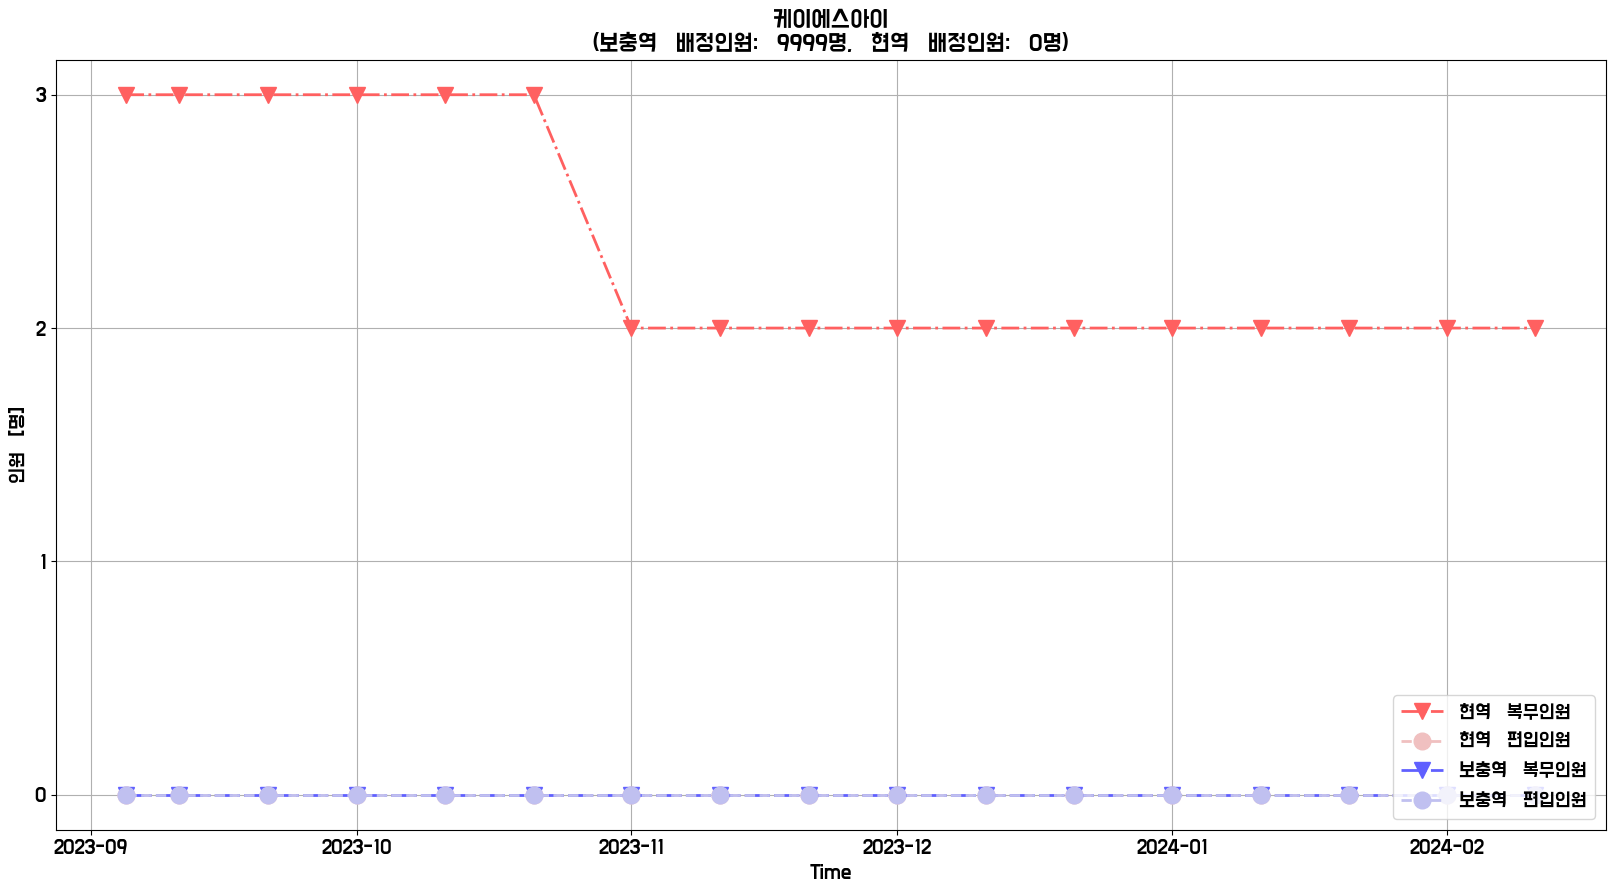 케이에스아이
(보충역 배정인원: 9999명, 현역 배정인원: 0명)
인원 [명]
3
2
1
0
2023-09 2023-10 2023-11 2023-12 2024-01 2024-02
Time
현역 복무인원
현역 편입인원
보충역 복무인원
보충역 편입인원